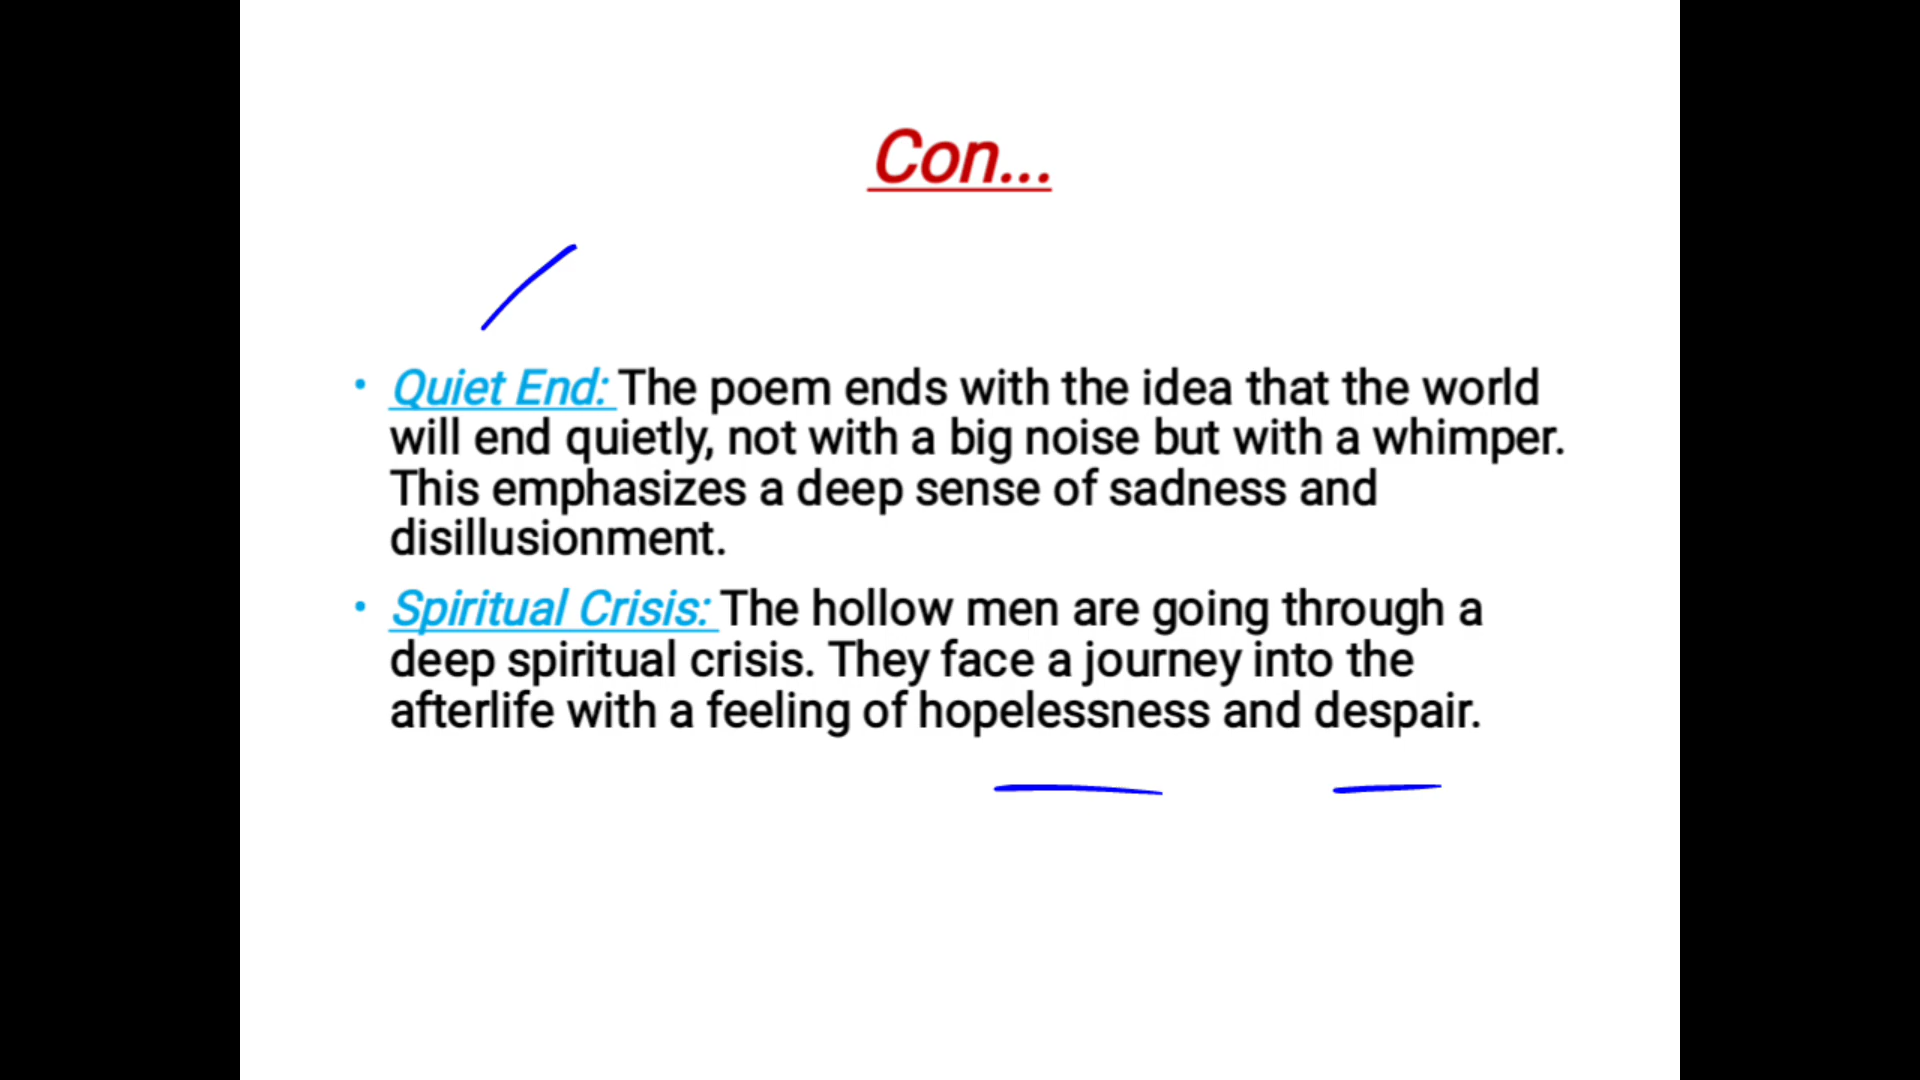 Con...
• Quiet End: The poem ends with the idea that the world
will end quietly, not with a big noise but with a whimper.
This emphasizes a deep sense of sadness and
disillusionment.
• Spiritual Crisis: The hollow men are going through a
deep spiritual crisis. They face a journey into the
afterlife with a feeling of hopelessness and despair.